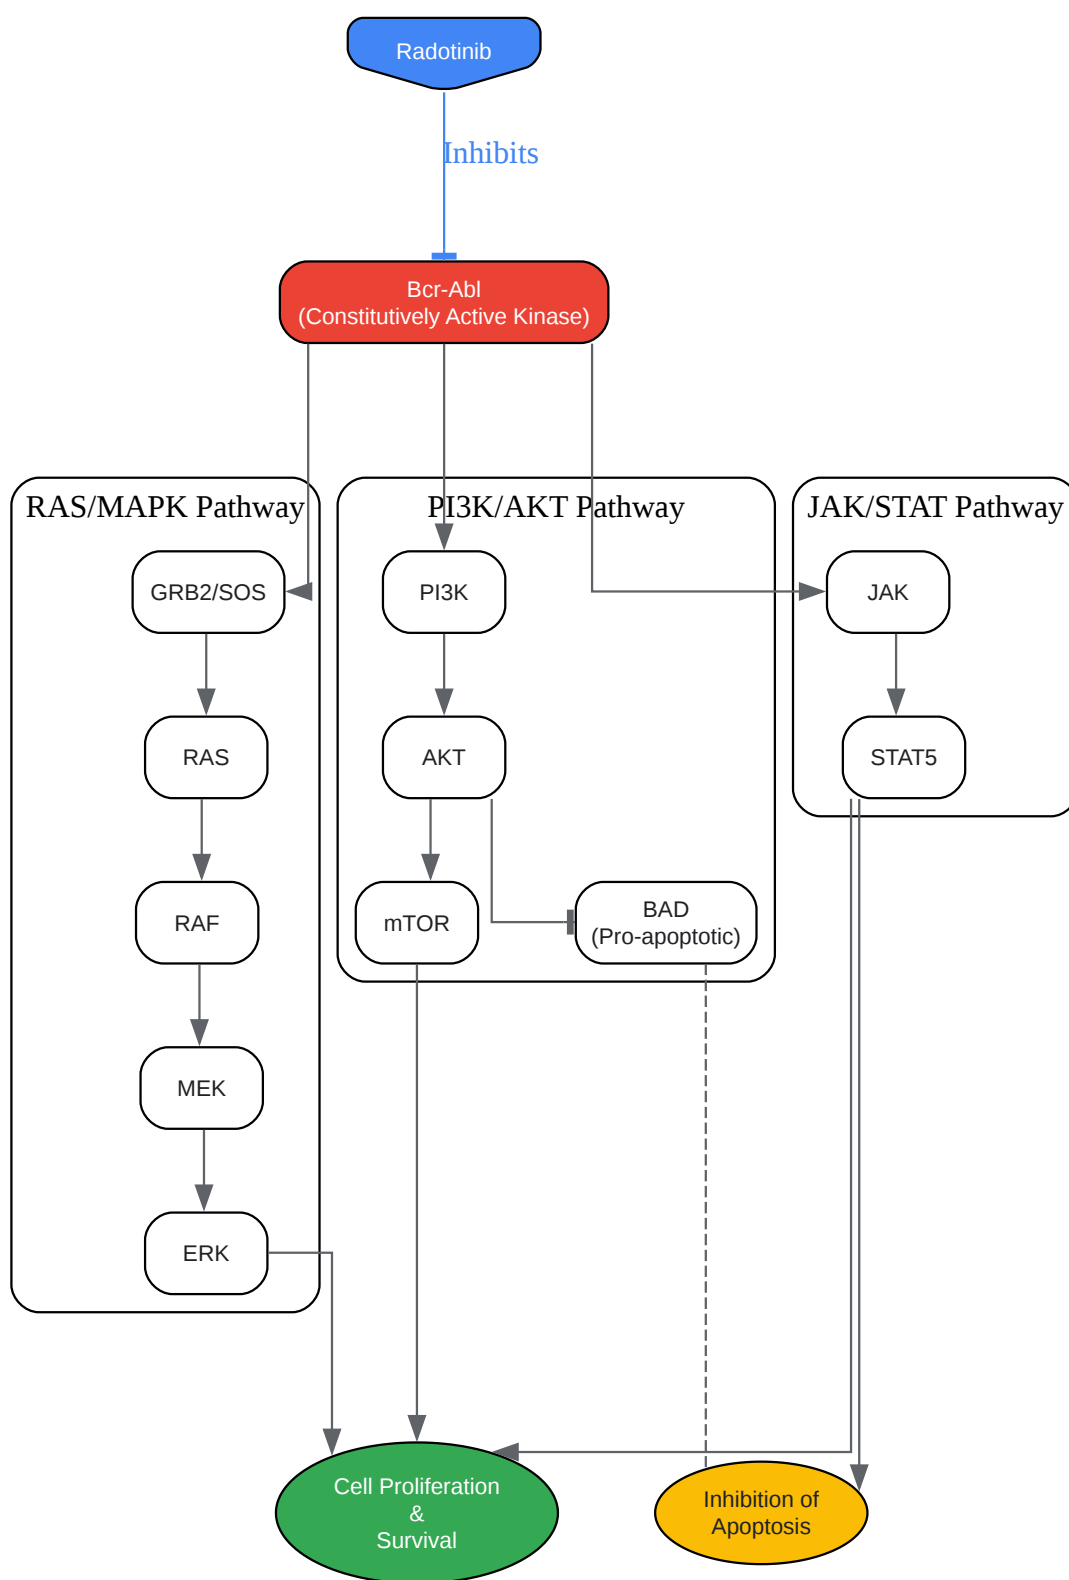 Radotinib
Inhibits
Bcr-Abl
(Constitutively Active Kinase)
RAS/MAPK Pathway
PI3K/AKT Pathway
JAK/STAT Pathway
GRB2/SOS
PI3K
JAK
RAS
AKT
STAT5
RAF
mTOR
BAD
(Pro-apoptotic)
MEK
ERK
Cell Proliferation
&
Survival
Inhibition of
Apoptosis